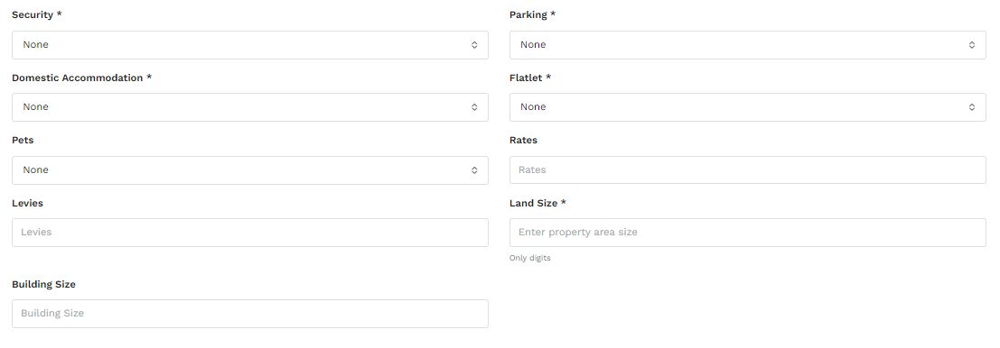 Security *
Parking *
None
None
Domestic Accommodation *
Flatlet *
None
None
Pets
Rates
None
Rates
Levies
Land Size *
Levies
Enter property area size
Only digits
Building Size
Building Size